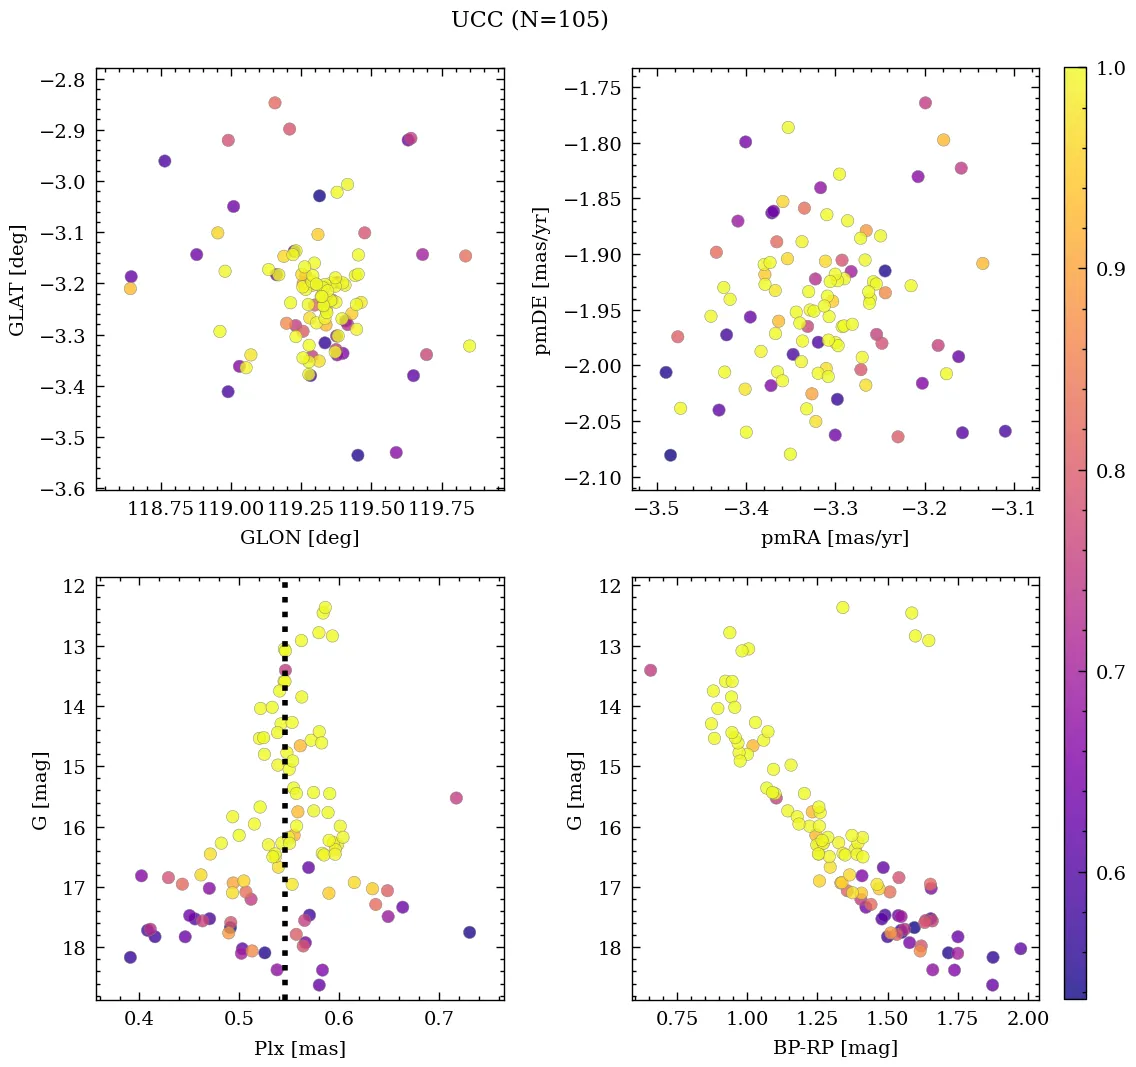 UCC (N=105)
−2.8
−2.9
−3.0
−3.1
−3.2
−3.3
−3.4
−3.5
−3.6
GLAT [deg]
118.75 119.00 119.25 119.50 119.75
GLON [deg]
−1.75
−1.80
−1.85
−1.90
−1.95
−2.00
−2.05
−2.10
pmDE [mas/yr]
−3.5 −3.4 −3.3 −3.2 −3.1
pmRA [mas/yr]
12
13
14
15
16
17
18
G [mag]
0.4 0.5 0.6 0.7
Plx [mas]
12
13
14
15
16
17
18
G [mag]
0.75 1.00 1.25 1.50 1.75 2.00
BP-RP [mag]
1.0
0.9
0.8
0.7
0.6